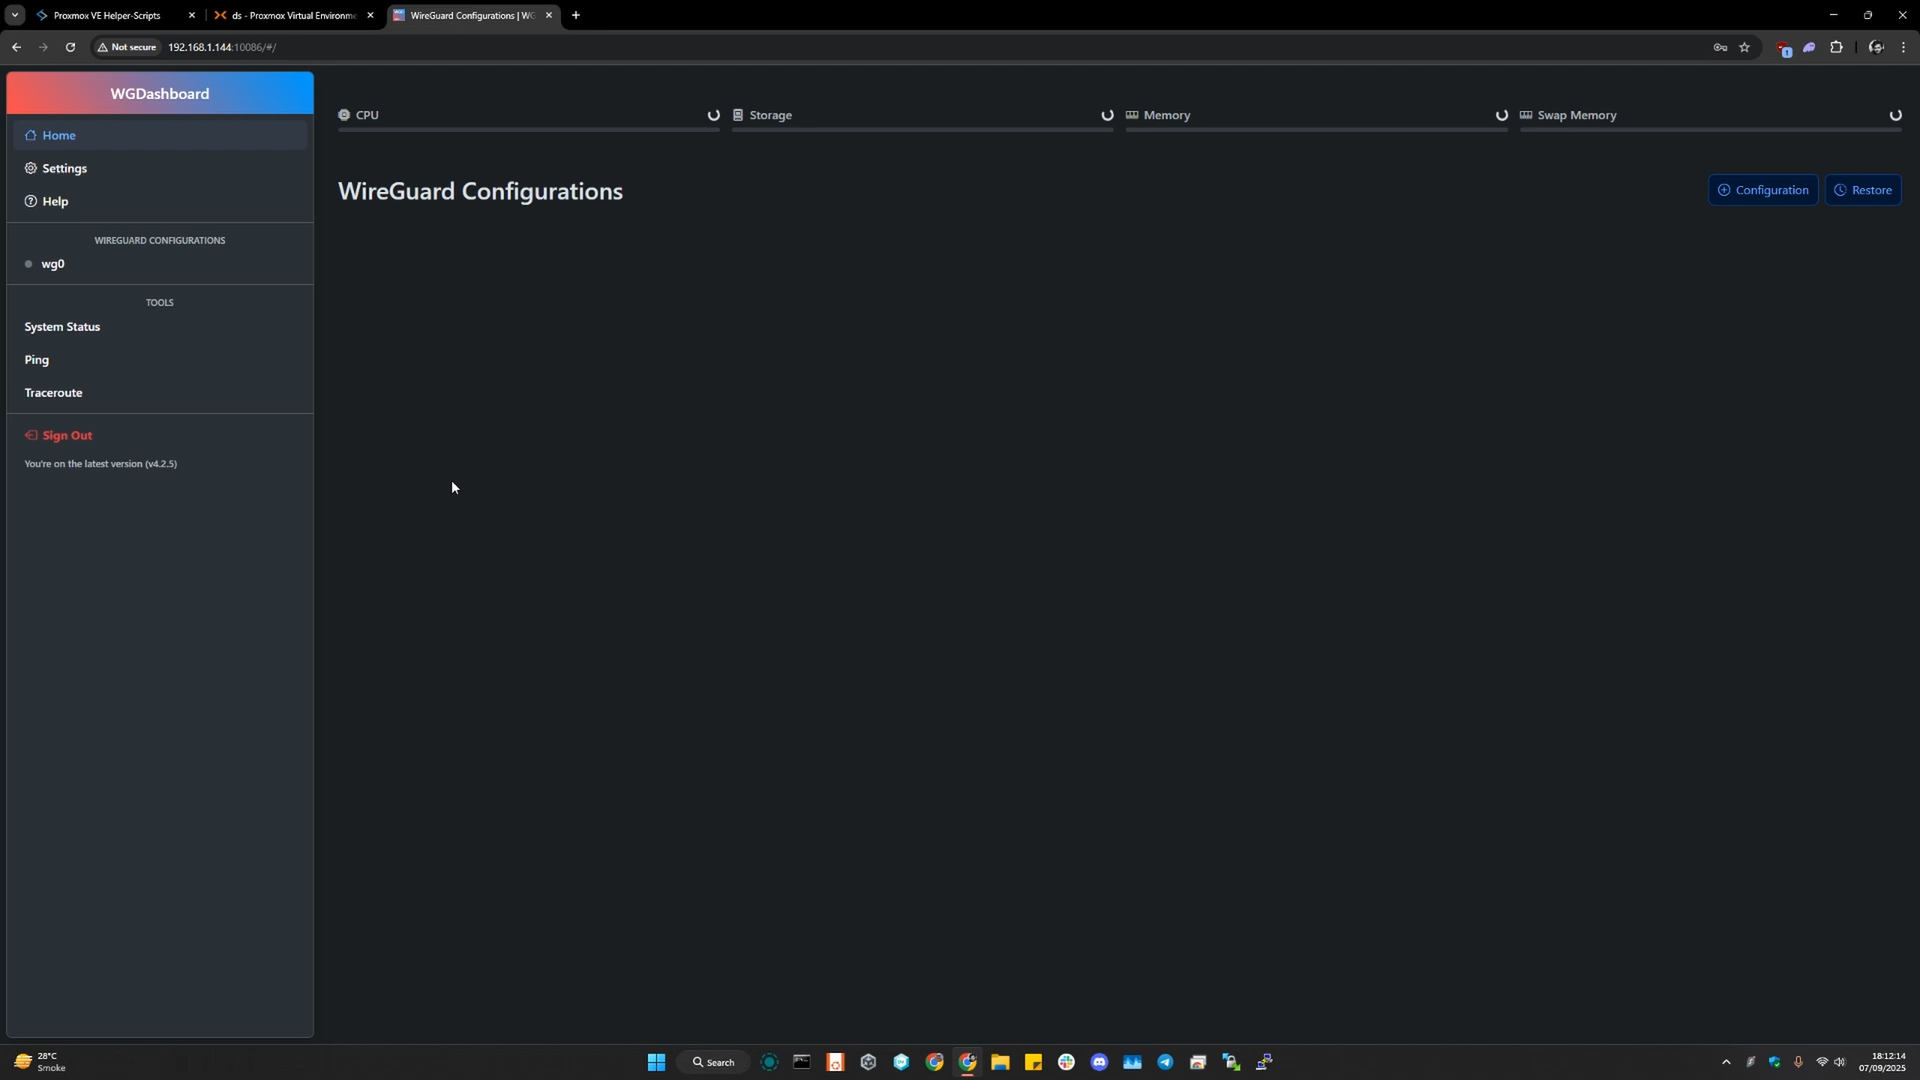 Proxmox VE Helper-Scripts
ds - Proxmox Virtual Environme
WireGuard Configurations | WG
Not secure
192.168.1.144:10086/#/
1
WGDashboard
Home
Settings
Help
WIREGUARD CONFIGURATIONS
wg0
TOOLS
System Status
Ping
Traceroute
Sign Out
You're on the latest version (v4.2.5)
CPU
Storage
Memory
Swap Memory
WireGuard Configurations
Configuration
Restore
28°C
Smoke
Search
18:12:14
07/09/2025